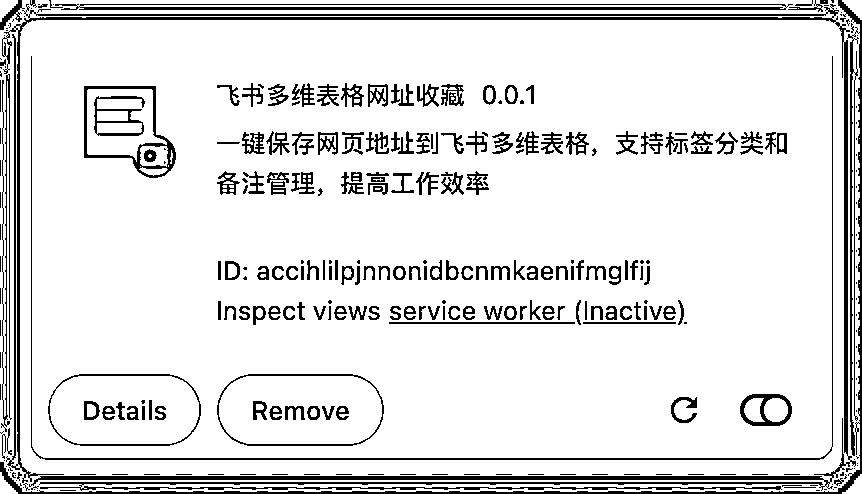 飞书多维表格网址收藏 0.0.1
一键保存网页地址到飞书多维表格，支持标签分类和
备注管理，提高工作效率
ID: accihlilpjnnonidbcnmkaenifmglfij
Inspect views service worker (Inactive)
Details Remove